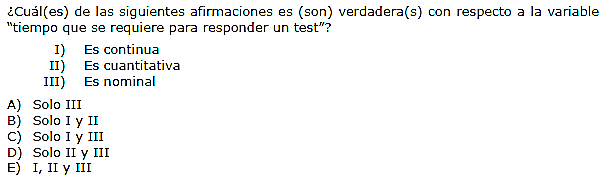 ¿Cuál(es) de las siguientes afirmaciones es (son) verdadera(s) con respecto a la variable
"tiempo que se requiere para responder un test"?
I) Es continua
II) Es cuantitativa
III) Es nominal
A) Solo III
B) Solo I y II
C) Solo I y III
D) Solo II y III
E) I, II y III